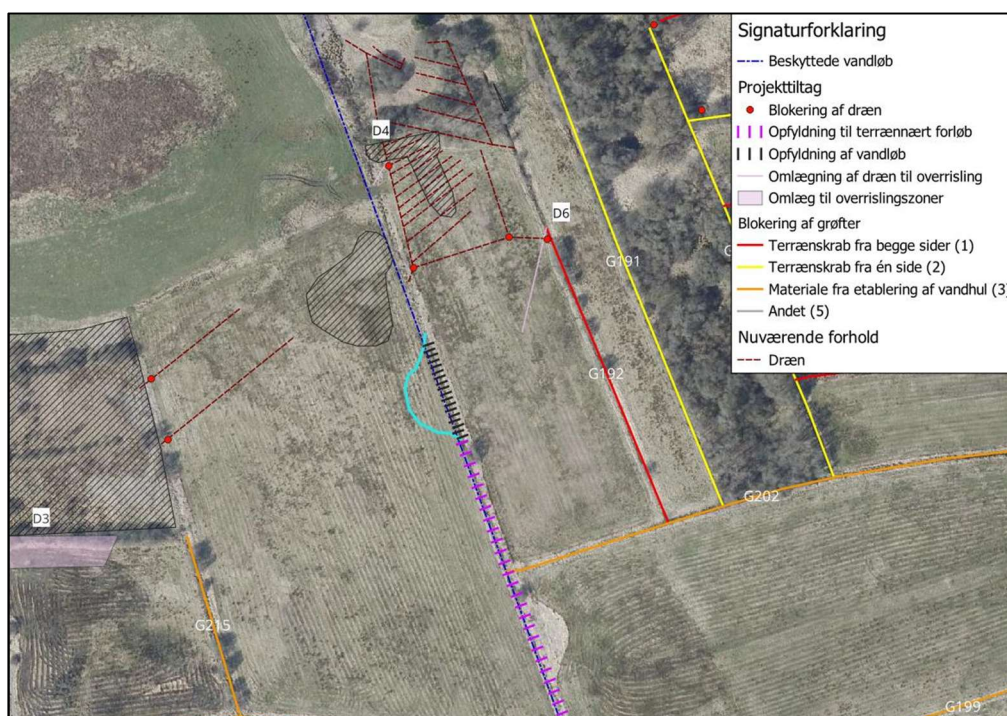 Signaturforklaring
Beskyttede vandløb
Projekttiltag
Blokering af dræn
Opfyldning til terrænnært forløb
Opfyldning af vandløb
Omlægning af dræn til overrisling
Omlæg til overrislingszoner
Blokering af grøfter
Terrænskrab fra begge sider (1)
Terrænskrab fra én side (2)
Materiale fra etablering af vandhul (3)
Andet (5)
Nuværende forhold
Dræn
D4
D6
G191
G192
G202
D3
G215
G199